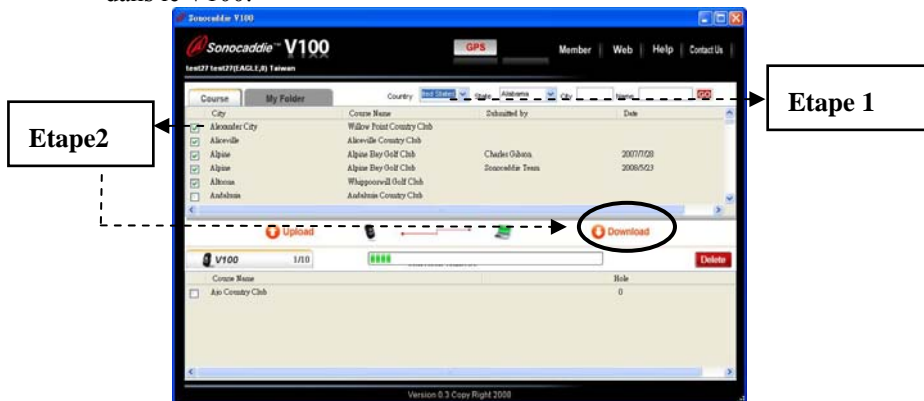 dans le V100.
Sonocaddie V100
Sonocaddie™ V100
GPS
Member | Web | Help | Contact Us |
test27 test27(EAGLE,0) Taiwan
Course My Folder Country State Alabama City Name GO
City Course Name Submitted by Date
Alexander City Willow Point Country Club
Aliceville Aliceville Country Club
Alpine Alpine Bay Golf Club Charles Gibson 2007/7/20
Alpine Alpine Bay Golf Club Sonocaddie Team 2008/5/23
Altoona Whippoorwill Golf Club
Andalusia Andalusia Country Club
Etape 1
Etape2
Upload Download
V100 1/10 Delete
Course Name Hole
Ajo Country Club 0
Version 0.3 Copy Right 2008